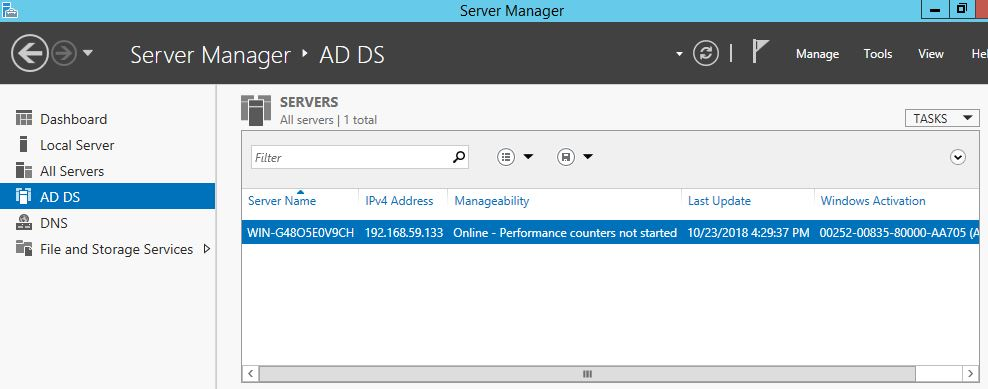 Server Manager
Server Manager • AD DS
Manage Tools View Hel
Dashboard
Local Server
All Servers
AD DS
DNS
File and Storage Services
SERVERS
All servers | 1 total
TASKS
Filter
Server Name IPv4 Address Manageability Last Update Windows Activation
WIN-G48O5E0V9CH 192.168.59.133 Online - Performance counters not started 10/23/2018 4:29:37 PM 00252-00835-80000-AA705 (A